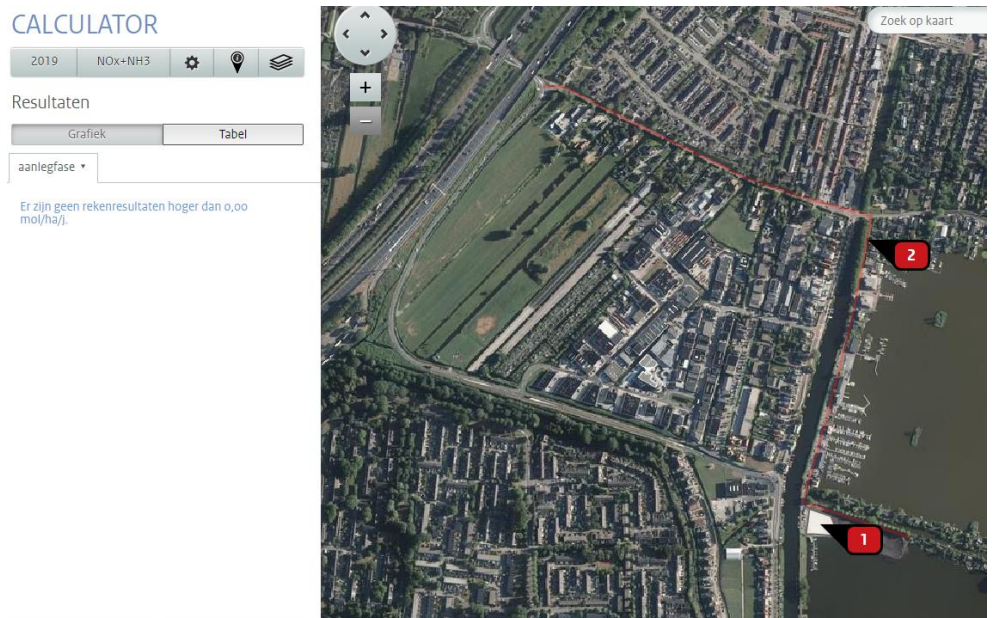 CALCULATOR
2019 NOx+NH3
Resultaten
Grafiek Tabel
aanlegfase
Er zijn geen rekenresultaten hoger dan 0,00
mol/ha/j.
Zoek op kaart
2
1